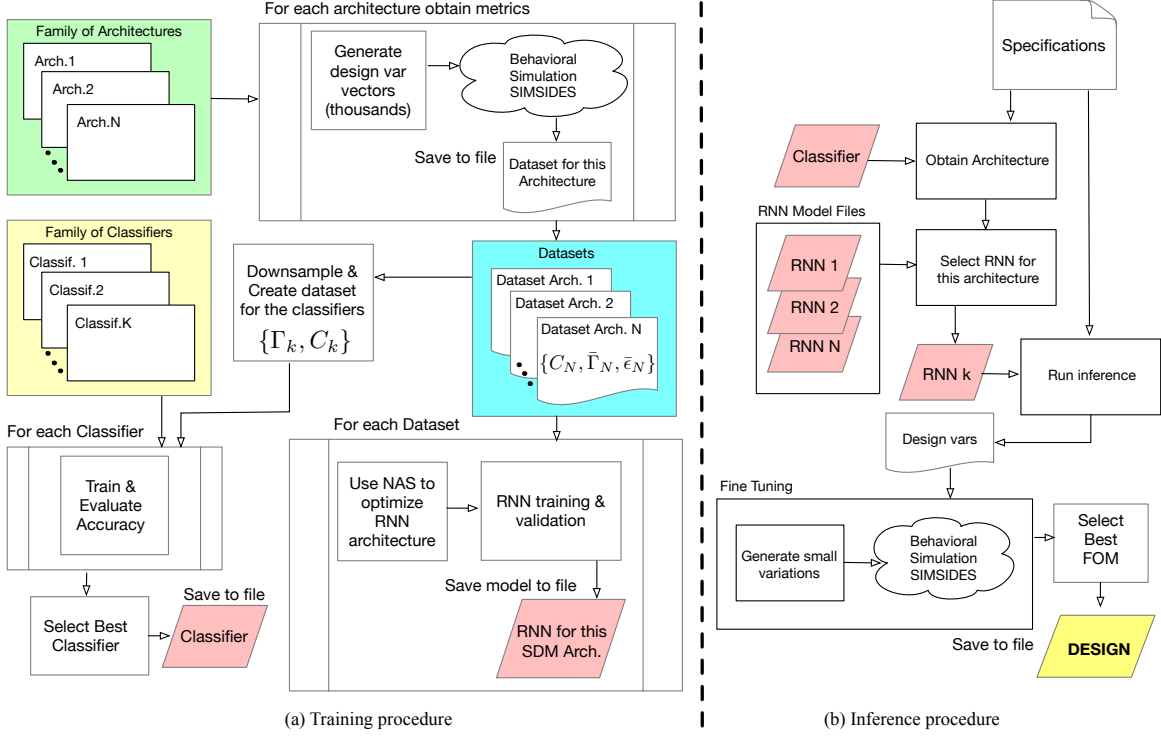 For each architecture obtain metrics
Family of Architectures
Arch.1
Arch.2
Arch.N
Generate
design var
vectors
(thousands)
Behavioral
Simulation
SIMSIDES
Save to file
Dataset for this
Architecture
Family of Classifiers
Classif. 1
Classif.2
Classif.K
Downsample &
Create dataset
for the classifiers
{Γ_k, C_k}
Datasets
Dataset Arch. 1
Dataset Arch. 2
Dataset Arch. N
{C_N, Γ̄_N, ε̄_N}
For each Classifier
Train &
Evaluate
Accuracy
Select Best
Classifier
Save to file
Classifier
For each Dataset
Use NAS to
optimize
RNN
architecture
RNN training &
validation
Save model to file
RNN for this
SDM Arch.
(a) Training procedure
Specifications
Classifier
Obtain Architecture
RNN Model Files
RNN 1
RNN 2
RNN N
Select RNN for
this architecture
RNN k
Run inference
Design vars
Fine Tuning
Generate small
variations
Behavioral
Simulation
SIMSIDES
Select
Best
FOM
Save to file
DESIGN
(b) Inference procedure